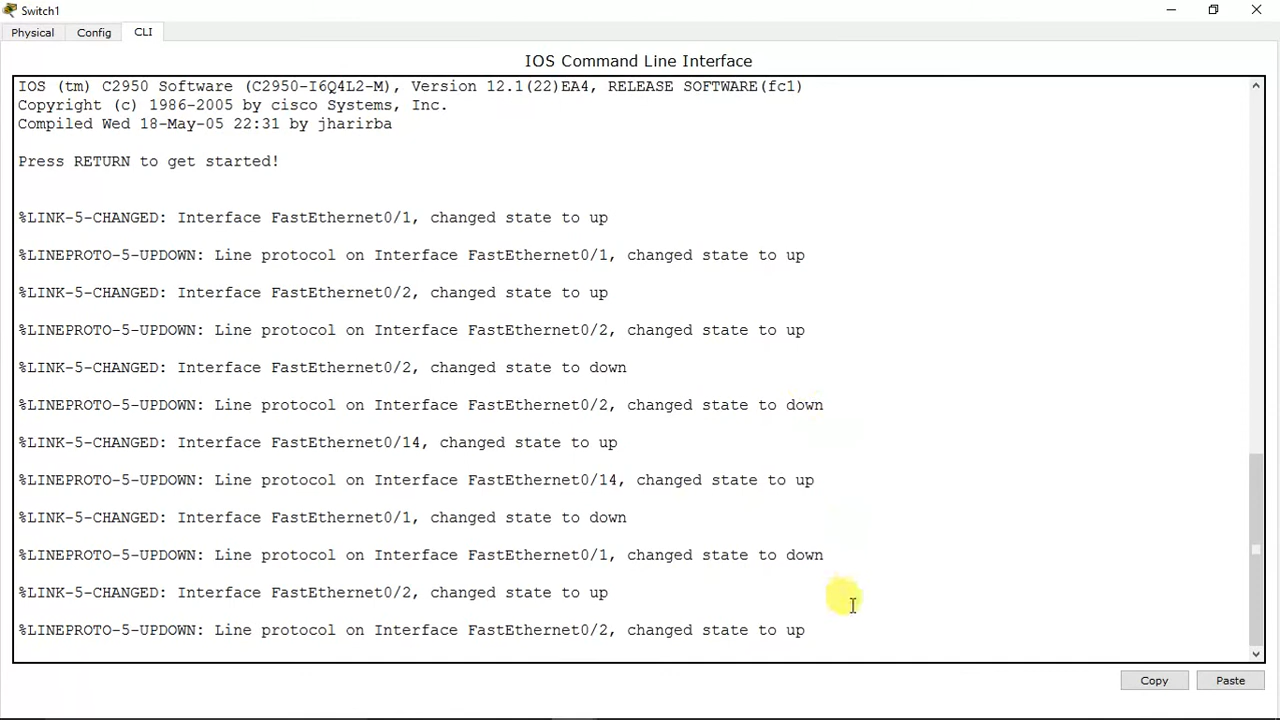 Switch1
Physical
Config
CLI
IOS Command Line Interface
IOS (tm) C2950 Software (C2950-I6Q4L2-M), Version 12.1(22)EA4, RELEASE SOFTWARE(fc1)
Copyright (c) 1986-2005 by cisco Systems, Inc.
Compiled Wed 18-May-05 22:31 by jharirba
Press RETURN to get started!
%LINK-5-CHANGED: Interface FastEthernet0/1, changed state to up
%LINEPROTO-5-UPDOWN: Line protocol on Interface FastEthernet0/1, changed state to up
%LINK-5-CHANGED: Interface FastEthernet0/2, changed state to up
%LINEPROTO-5-UPDOWN: Line protocol on Interface FastEthernet0/2, changed state to up
%LINK-5-CHANGED: Interface FastEthernet0/2, changed state to down
%LINEPROTO-5-UPDOWN: Line protocol on Interface FastEthernet0/2, changed state to down
%LINK-5-CHANGED: Interface FastEthernet0/14, changed state to up
%LINEPROTO-5-UPDOWN: Line protocol on Interface FastEthernet0/14, changed state to up
%LINK-5-CHANGED: Interface FastEthernet0/1, changed state to down
%LINEPROTO-5-UPDOWN: Line protocol on Interface FastEthernet0/1, changed state to down
%LINK-5-CHANGED: Interface FastEthernet0/2, changed state to up
%LINEPROTO-5-UPDOWN: Line protocol on Interface FastEthernet0/2, changed state to up
Copy
Paste